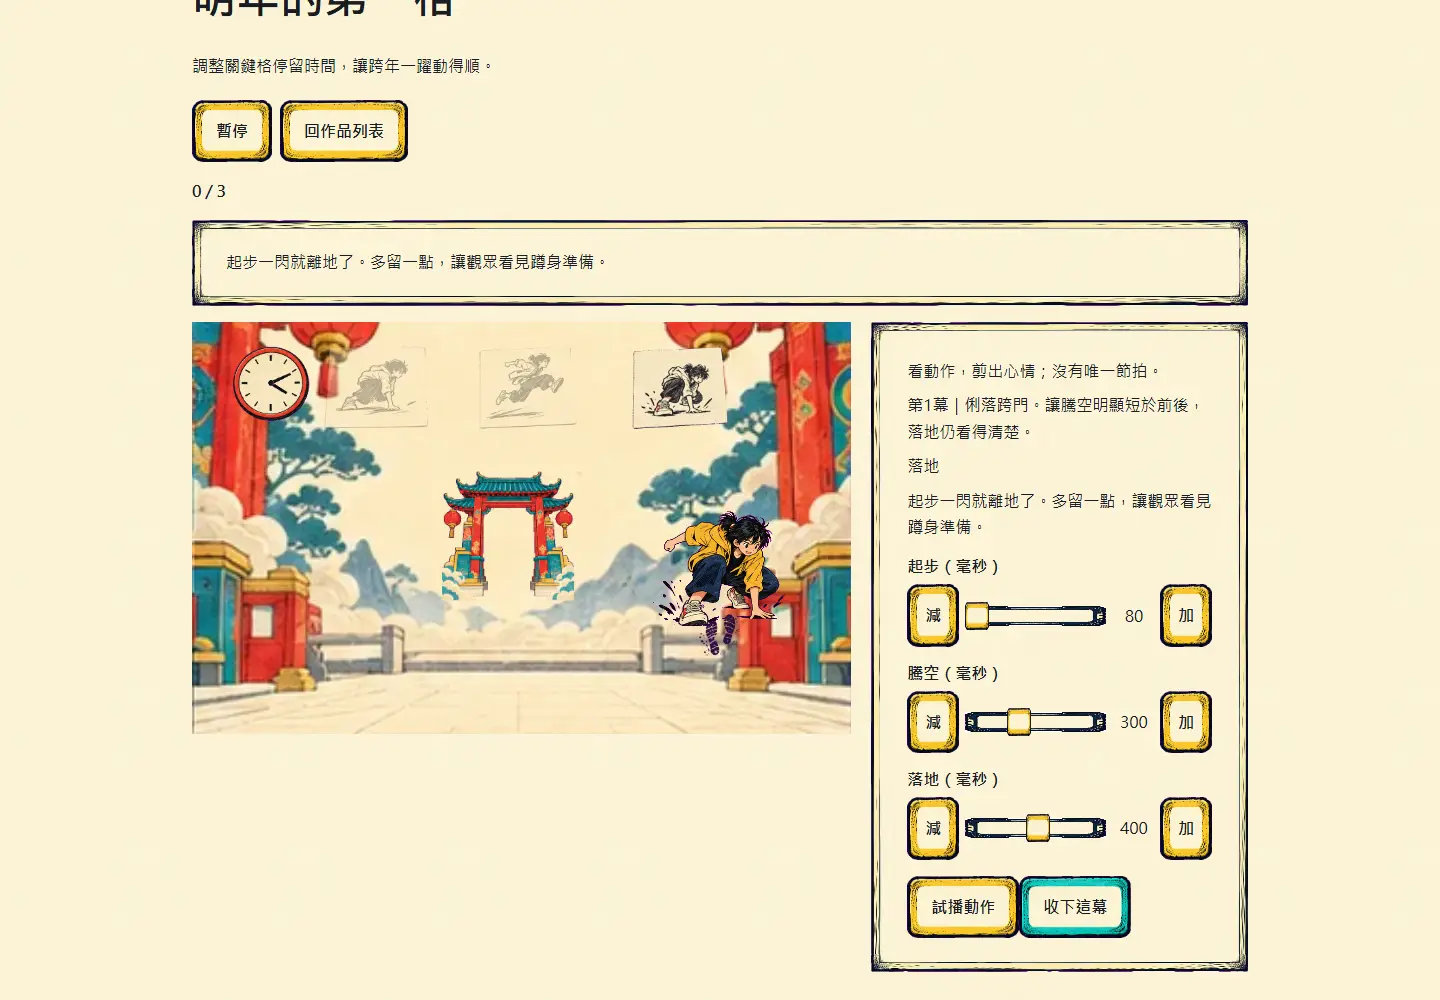 明年的第一格
調整關鍵格停留時間，讓跨年一躍動得順。
暫停
回作品列表
0 / 3
起步一閃就離地了。多留一點，讓觀眾看見蹲身準備。
看動作，剪出心情；沒有唯一節拍。
第1幕｜俐落跨門。讓騰空明顯短於前後，
落地仍看得清楚。
落地
起步一閃就離地了。多留一點，讓觀眾看見
蹲身準備。
起步（毫秒）
減
80
加
騰空（毫秒）
減
300
加
落地（毫秒）
減
400
加
試播動作
收下這幕